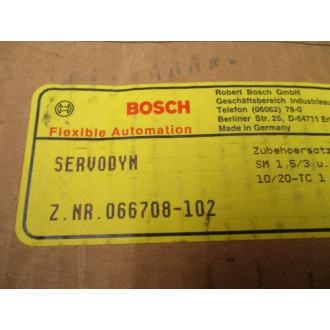 Robert Bosch GmbH
Geschäftsbereich Industrieau
Telefon (06062) 78-0
Berliner Str. 25, D-64711 Er
Made in Germany
BOSCH
Flexible Automation
SERVODYN
Zubehoersatz
SM 1,5/3 u.
10/20-TC 1
Z.NR.066708-102